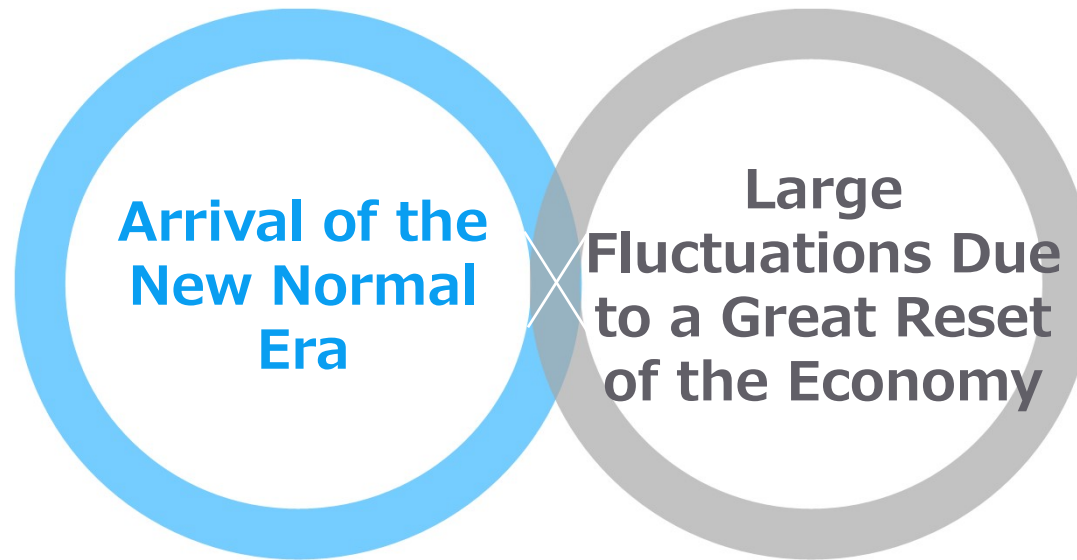 Arrival of the
New Normal
Era
Large
Fluctuations Due
to a Great Reset
of the Economy